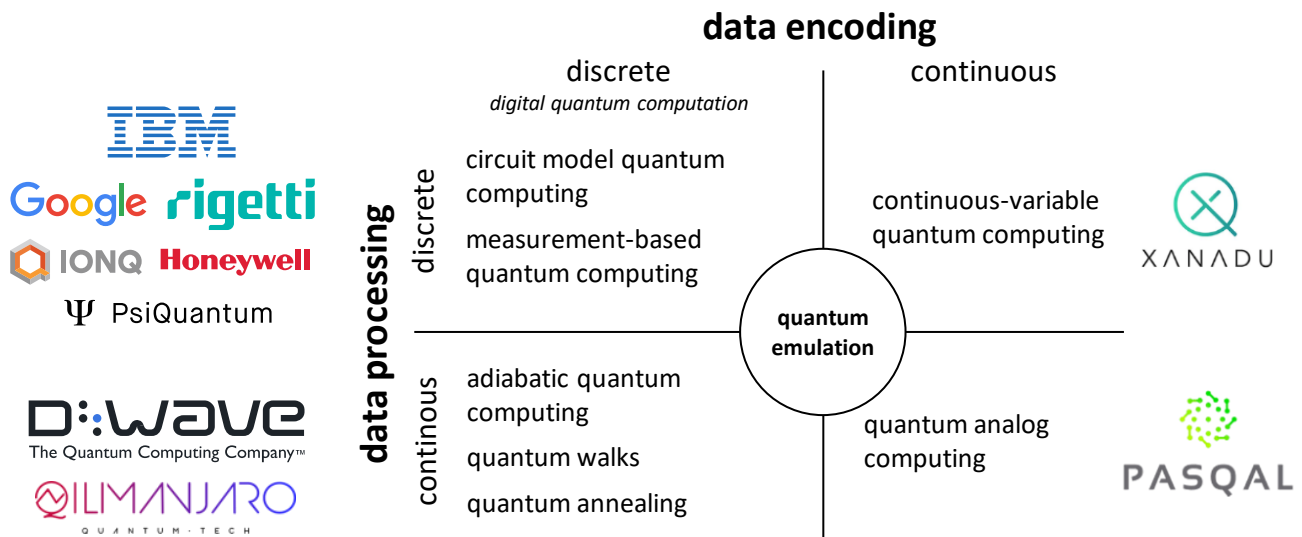 data encoding
discrete
continuous
digital quantum computation
IBM
Google rigetti
IONQ Honeywell
Ψ PsiQuantum
data processing
discrete
circuit model quantum
computing
measurement-based
quantum computing
continuous-variable
quantum computing
XANADU
quantum
emulation
D:wave
The Quantum Computing Company™
QILIMANJARO
QUANTUM·TECH
continous
adiabatic quantum
computing
quantum walks
quantum annealing
quantum analog
computing
PASQAL